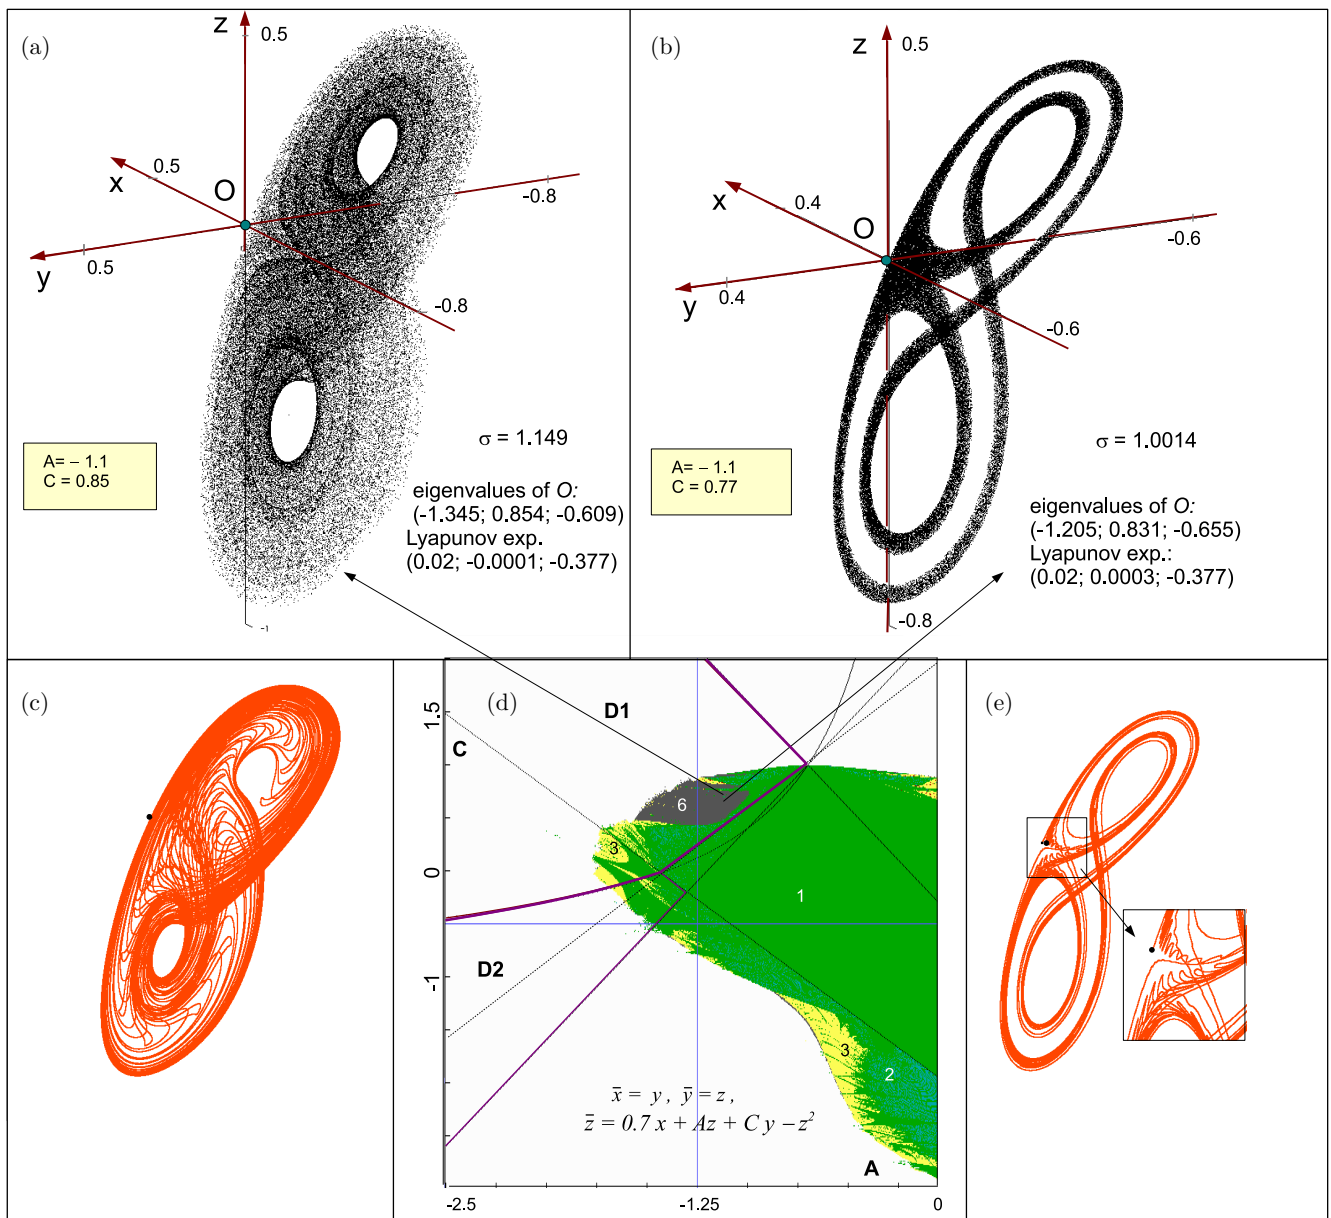 (a)
z
0.5
0.5
x
O
-0.8
y
0.5
-0.8
σ = 1.149
A= – 1.1
C = 0.85
eigenvalues of O:
(-1.345; 0.854; -0.609)
Lyapunov exp.
(0.02; -0.0001; -0.377)
-1
(b)
z
0.5
x
0.4
O
-0.6
y
0.4
-0.6
σ = 1.0014
A= – 1.1
C = 0.77
eigenvalues of O:
(-1.205; 0.831; -0.655)
Lyapunov exp.:
(0.02; 0.0003; -0.377)
-0.8
(c)
(d)
D1
1.5
C
6
3
0
1
D2
-1
3
2
x̄ = y , ȳ = z ,
z̄ = 0.7 x + Az + C y – z²
A
-2.5
-1.25
0
(e)